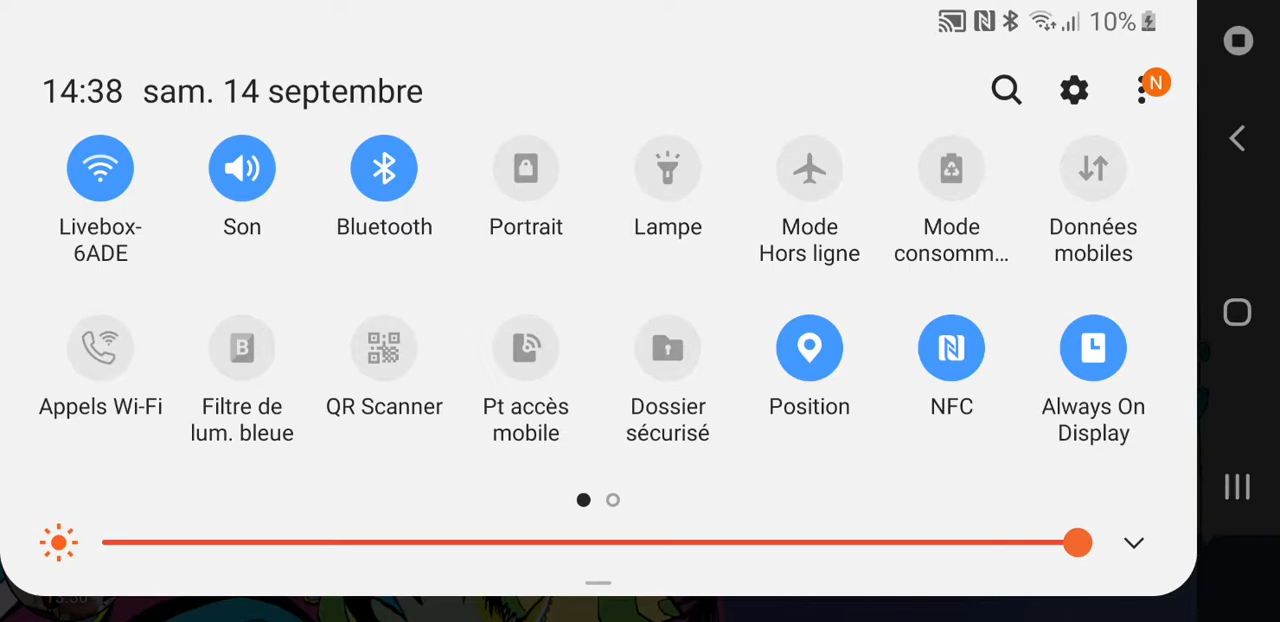 10%
14:38 sam. 14 septembre
N
Livebox-
6ADE
Son
Bluetooth
Portrait
Lampe
Mode
Hors ligne
Mode
consomm...
Données
mobiles
Appels Wi-Fi
Filtre de
lum. bleue
QR Scanner
Pt accès
mobile
Dossier
sécurisé
Position
NFC
Always On
Display